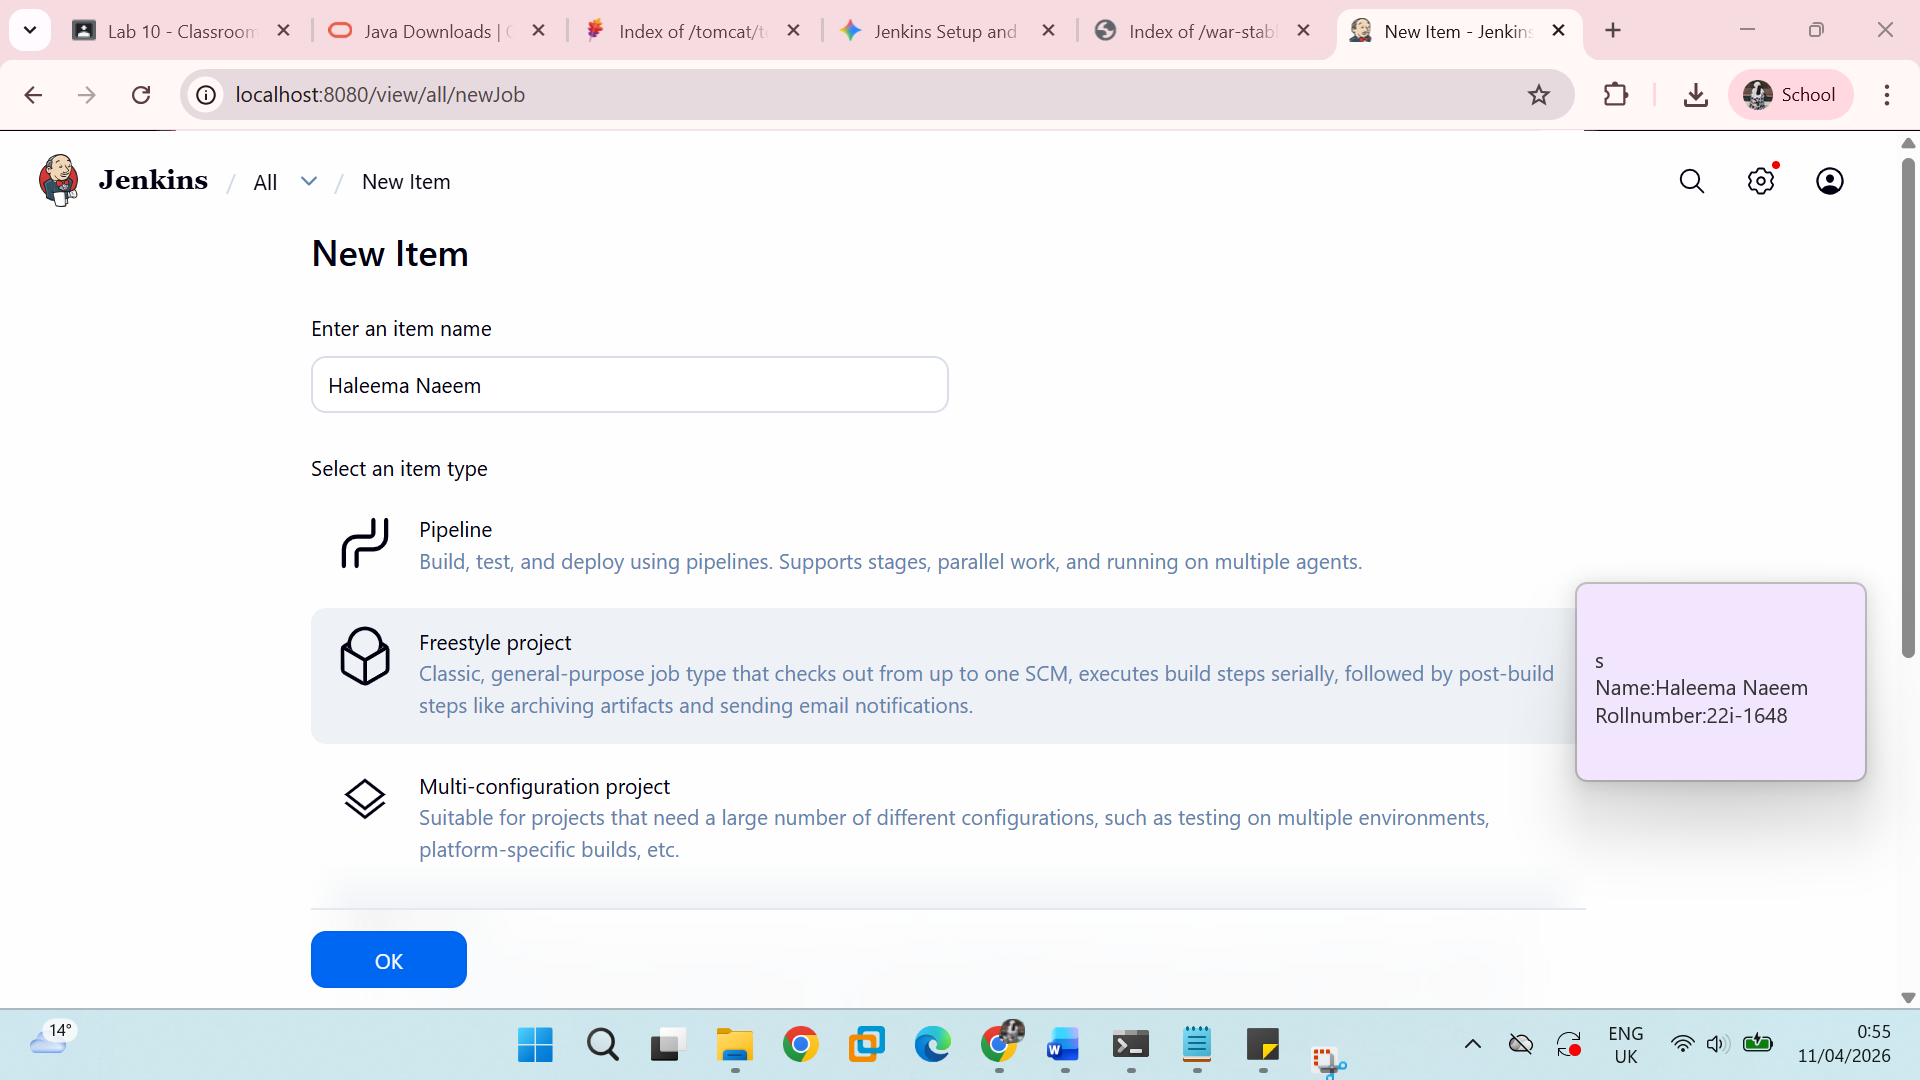 Lab 10 - Classroom
Java Downloads |
Index of /tomcat/t
Jenkins Setup and
Index of /war-stabl
New Item - Jenkins
localhost:8080/view/all/newJob
School
Jenkins / All / New Item
New Item
Enter an item name
Haleema Naeem
Select an item type
Pipeline
Build, test, and deploy using pipelines. Supports stages, parallel work, and running on multiple agents.
Freestyle project
Classic, general-purpose job type that checks out from up to one SCM, executes build steps serially, followed by post-build
steps like archiving artifacts and sending email notifications.
s
Name:Haleema Naeem
Rollnumber:22i-1648
Multi-configuration project
Suitable for projects that need a large number of different configurations, such as testing on multiple environments,
platform-specific builds, etc.
OK
14°
ENG
UK
0:55
11/04/2026